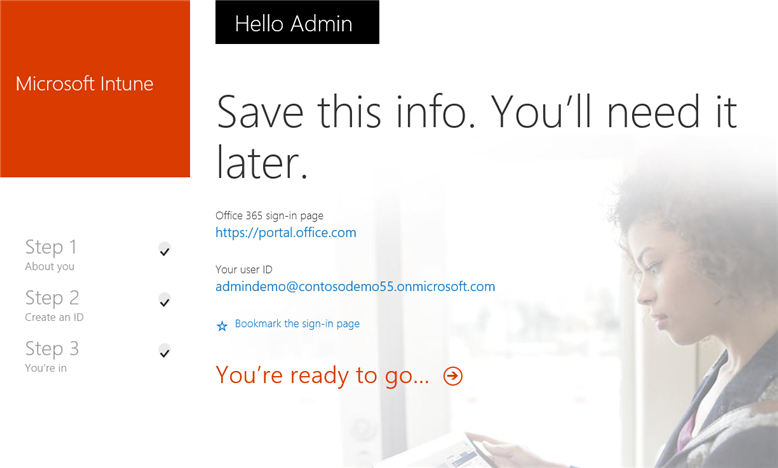 Hello Admin
Microsoft Intune
Save this info. You’ll need it
later.
Office 365 sign-in page
https://portal.office.com
Your user ID
admindemo@contosodemo55.onmicrosoft.com
Bookmark the sign-in page
You’re ready to go...
Step 1
About you
Step 2
Create an ID
Step 3
You’re in